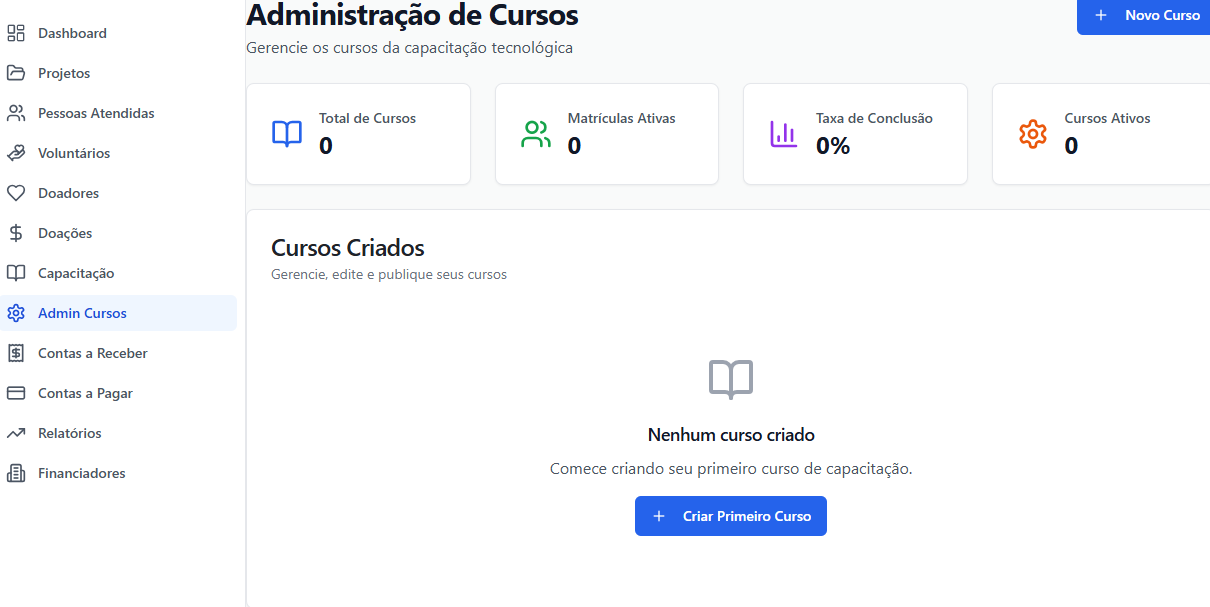 Dashboard
Projetos
Pessoas Atendidas
Voluntários
Doadores
Doações
Capacitação
Admin Cursos
Contas a Receber
Contas a Pagar
Relatórios
Financiadores
Administração de Cursos
Gerencie os cursos da capacitação tecnológica
Novo Curso
Total de Cursos
0
Matrículas Ativas
0
Taxa de Conclusão
0%
Cursos Ativos
0
Cursos Criados
Gerencie, edite e publique seus cursos
Nenhum curso criado
Comece criando seu primeiro curso de capacitação.
Criar Primeiro Curso